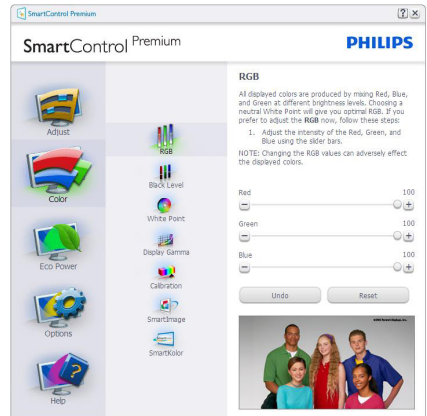 SmartControl Premium
SmartControl Premium
PHILIPS
Adjust
Color
Eco Power
Options
Help
RGB
Black Level
White Point
Display Gamma
Calibration
SmartImage
SmartKolor
RGB
All displayed colors are produced by mixing Red, Blue,
and Green at different brightness levels. Choosing a
neutral White Point will give you optimal RGB. If you
prefer to adjust the RGB now, follow these steps:
1. Adjust the intensity of the Red, Green, and
Blue using the slider bars.
NOTE: Changing the RGB values can adversely effect
the displayed colors.
Red 100
Green 100
Blue 100
Undo Reset